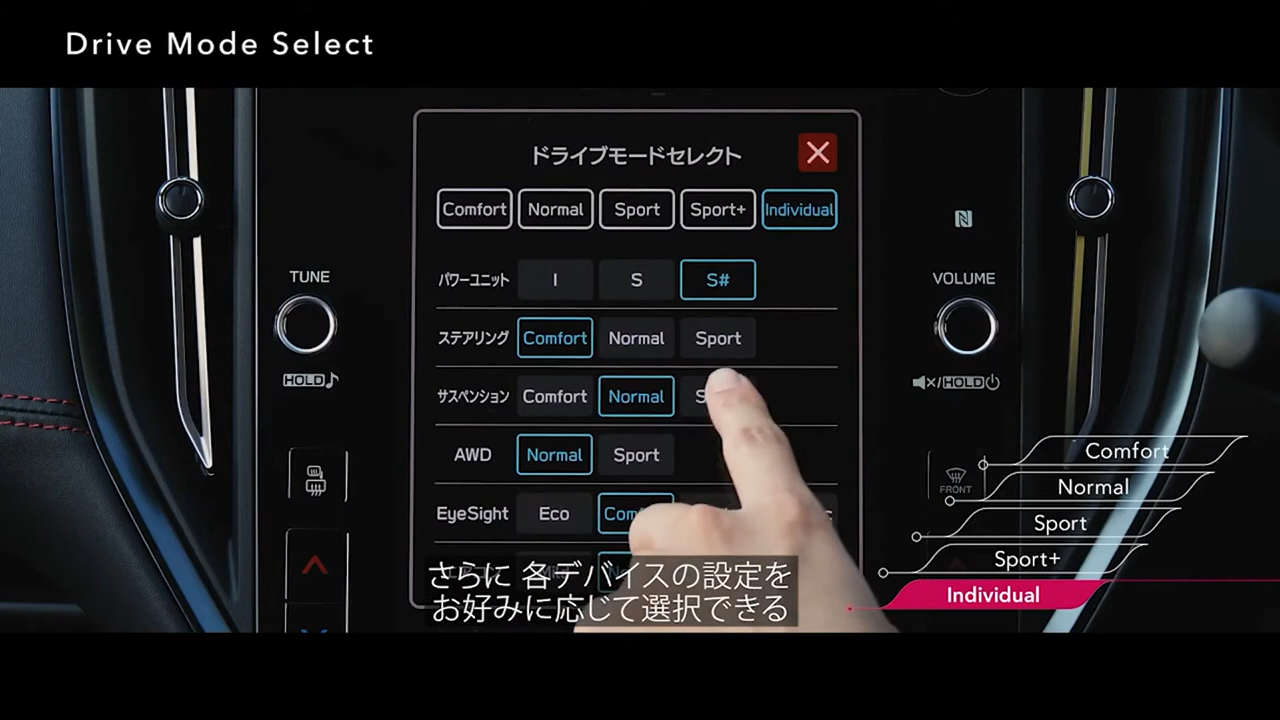 Drive Mode Select
ドライブモードセレクト
Comfort Normal Sport Sport+ Individual
パワーユニット I S S#
ステアリング Comfort Normal Sport
サスペンション Comfort Normal
AWD Normal Sport
EyeSight Eco
TUNE
HOLD♪
VOLUME
HOLD
FRONT
Comfort
Normal
Sport
Sport+
Individual
さらに 各デバイスの設定を
お好みに応じて選択できる